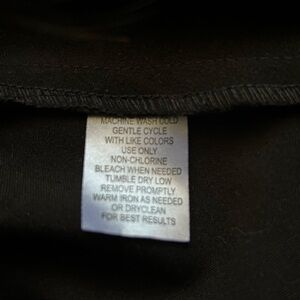 MACHINE WASH COLD
GENTLE CYCLE
WITH LIKE COLORS
USE ONLY
NON-CHLORINE
BLEACH WHEN NEEDED
TUMBLE DRY LOW
REMOVE PROMPTLY
WARM IRON AS NEEDED
OR DRYCLEAN
FOR BEST RESULTS